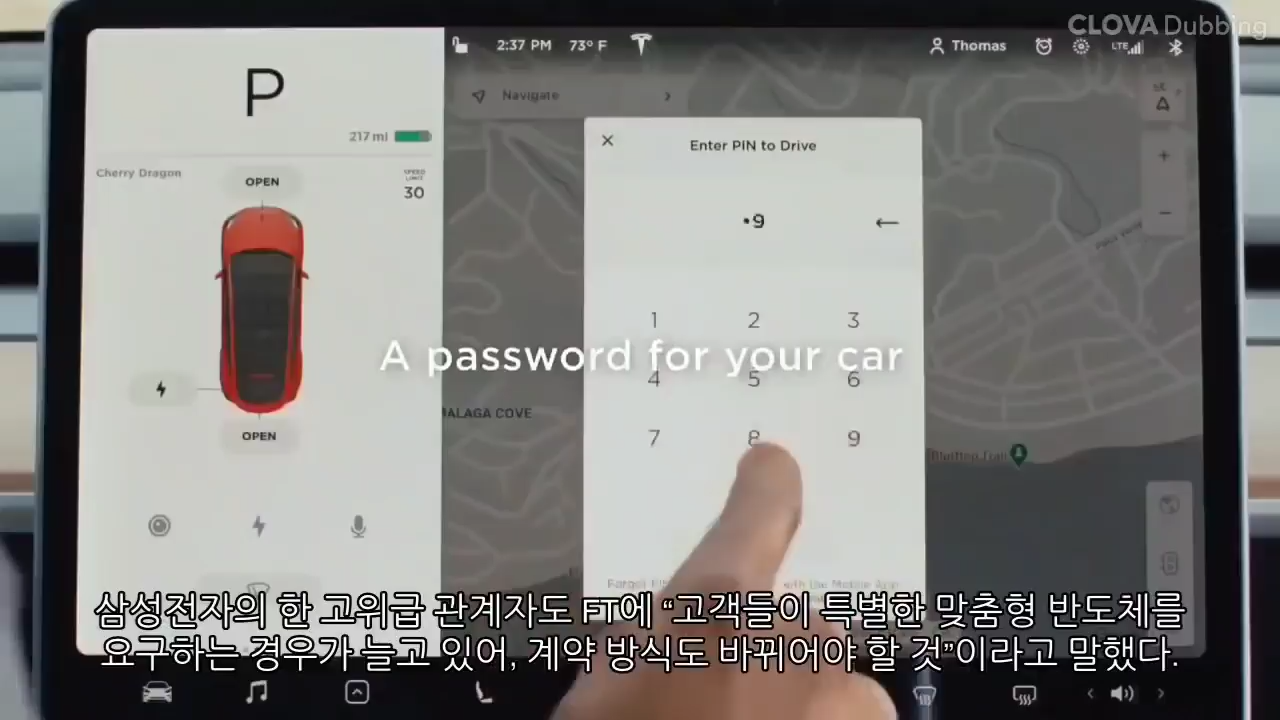 CLOVA Dubbing
2:37 PM 73° F
Thomas
LTE
P
Navigate
217 mi
Enter PIN to Drive
Cherry Dragon
SPEED LIMIT
30
OPEN
•9
1 2 3
A password for your car
4 5 6
MALAGA COVE
OPEN
7 8 9
삼성전자의 한 고위급 관계자도 FT에 “고객들이 특별한 맞춤형 반도체를
요구하는 경우가 늘고 있어, 계약 방식도 바뀌어야 할 것”이라고 말했다.